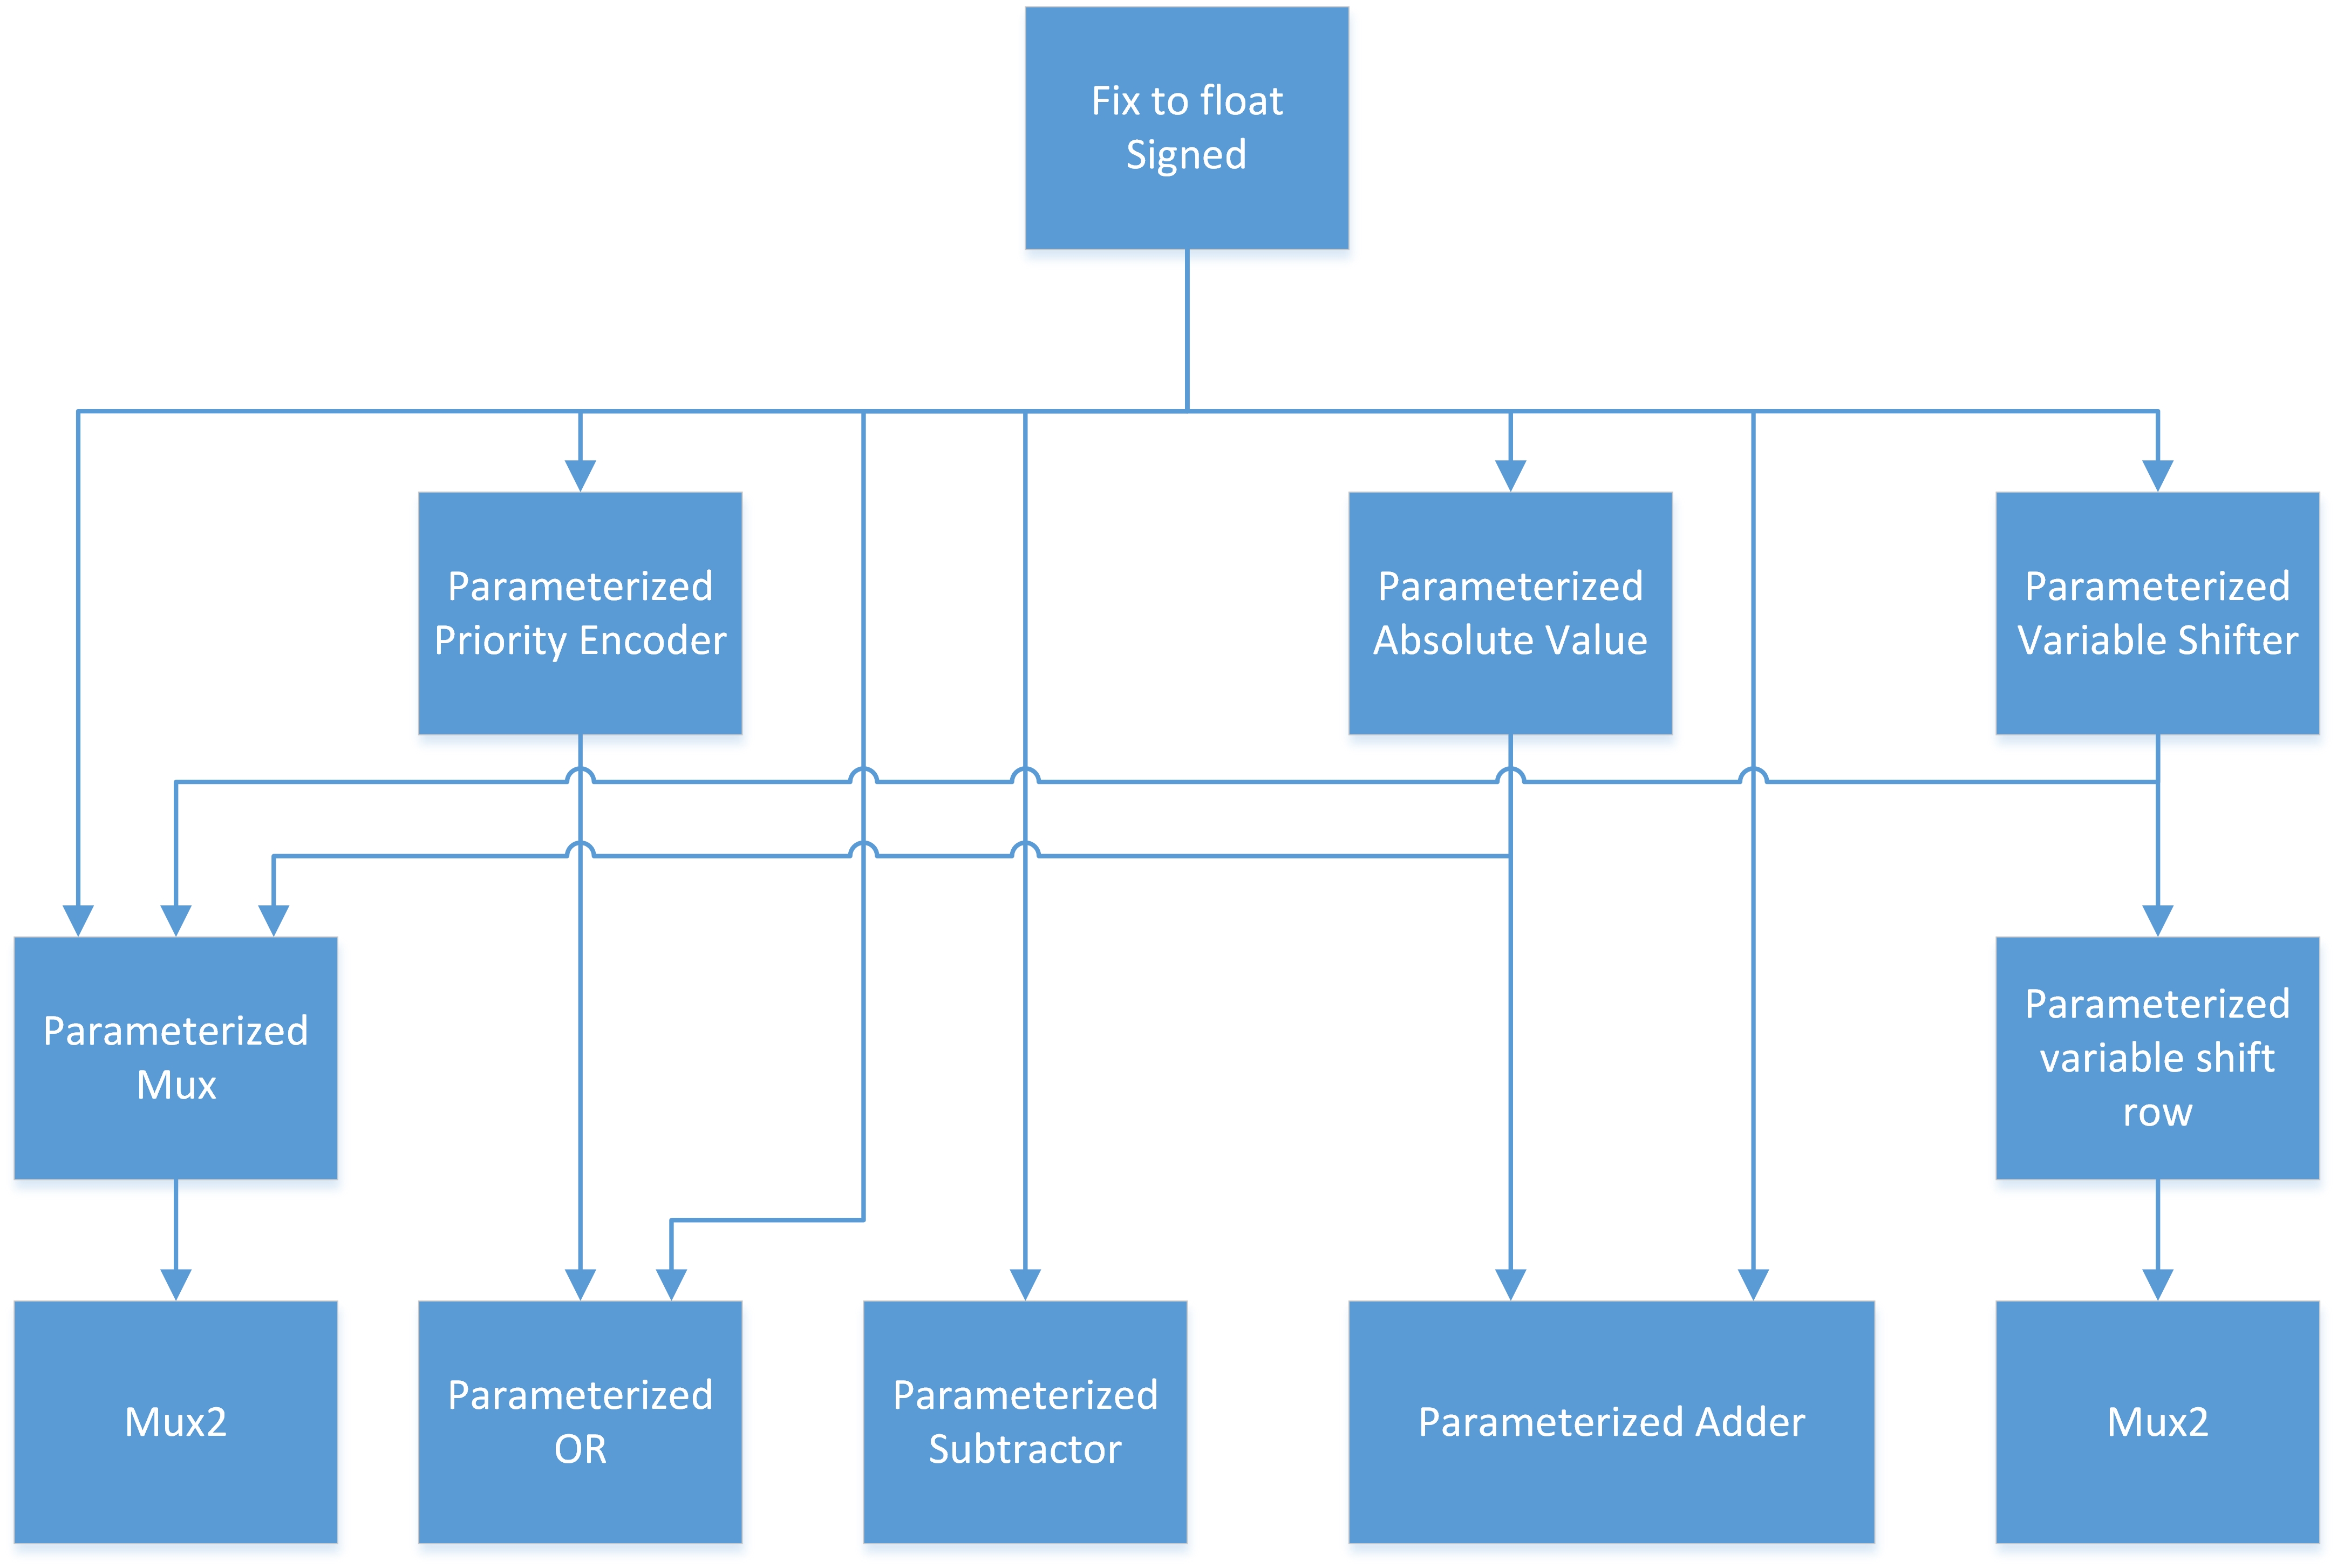 Fix to float
Signed
Parameterized
Priority Encoder
Parameterized
Absolute Value
Parameterized
Variable Shifter
Parameterized
Mux
Parameterized
variable shift
row
Mux2
Parameterized
OR
Parameterized
Subtractor
Parameterized Adder
Mux2